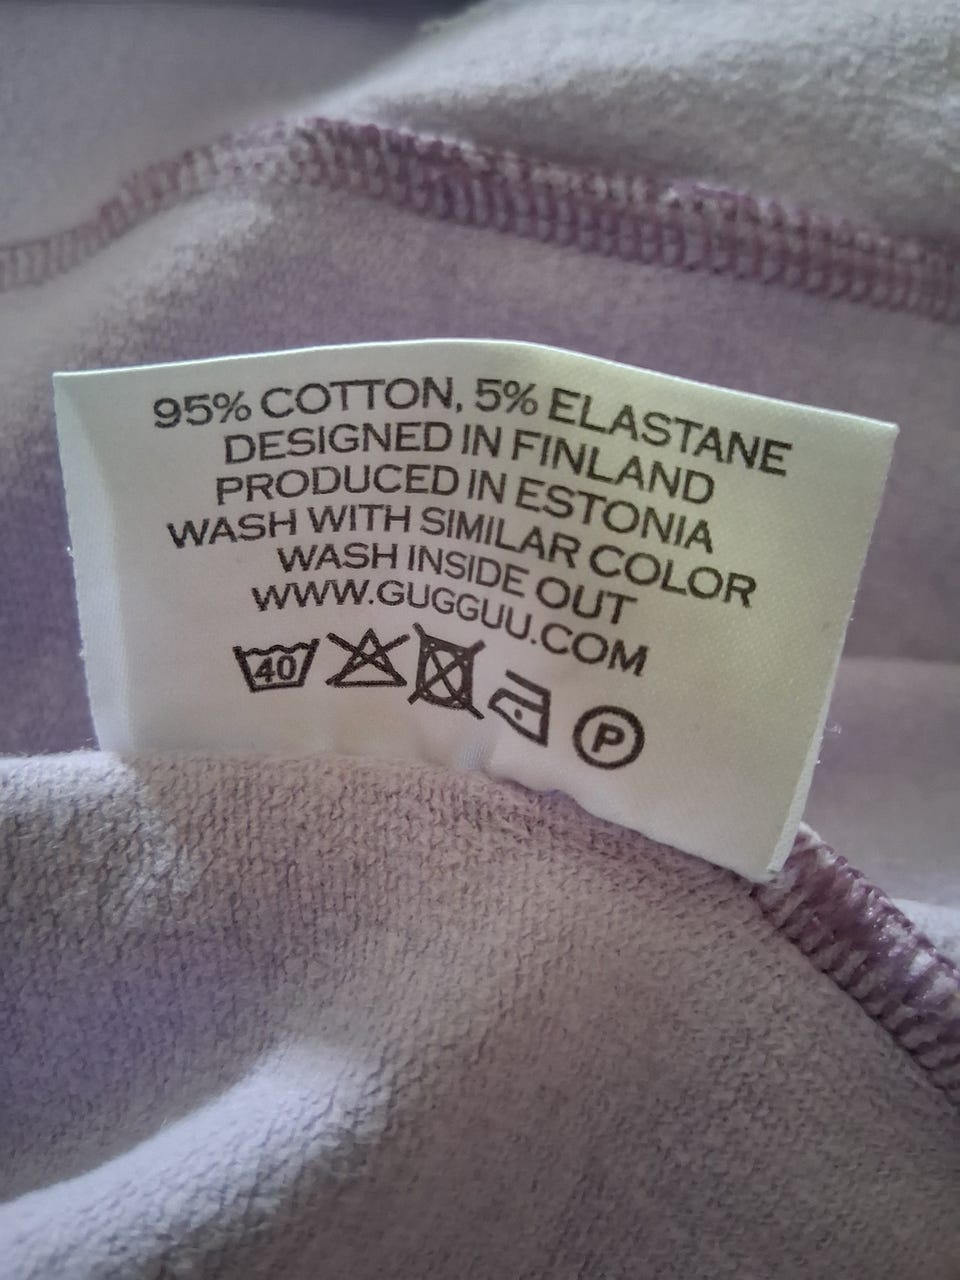 95% COTTON, 5% ELASTANE
DESIGNED IN FINLAND
PRODUCED IN ESTONIA
WASH WITH SIMILAR COLOR
WASH INSIDE OUT
WWW.GUGGUU.COM
40 P